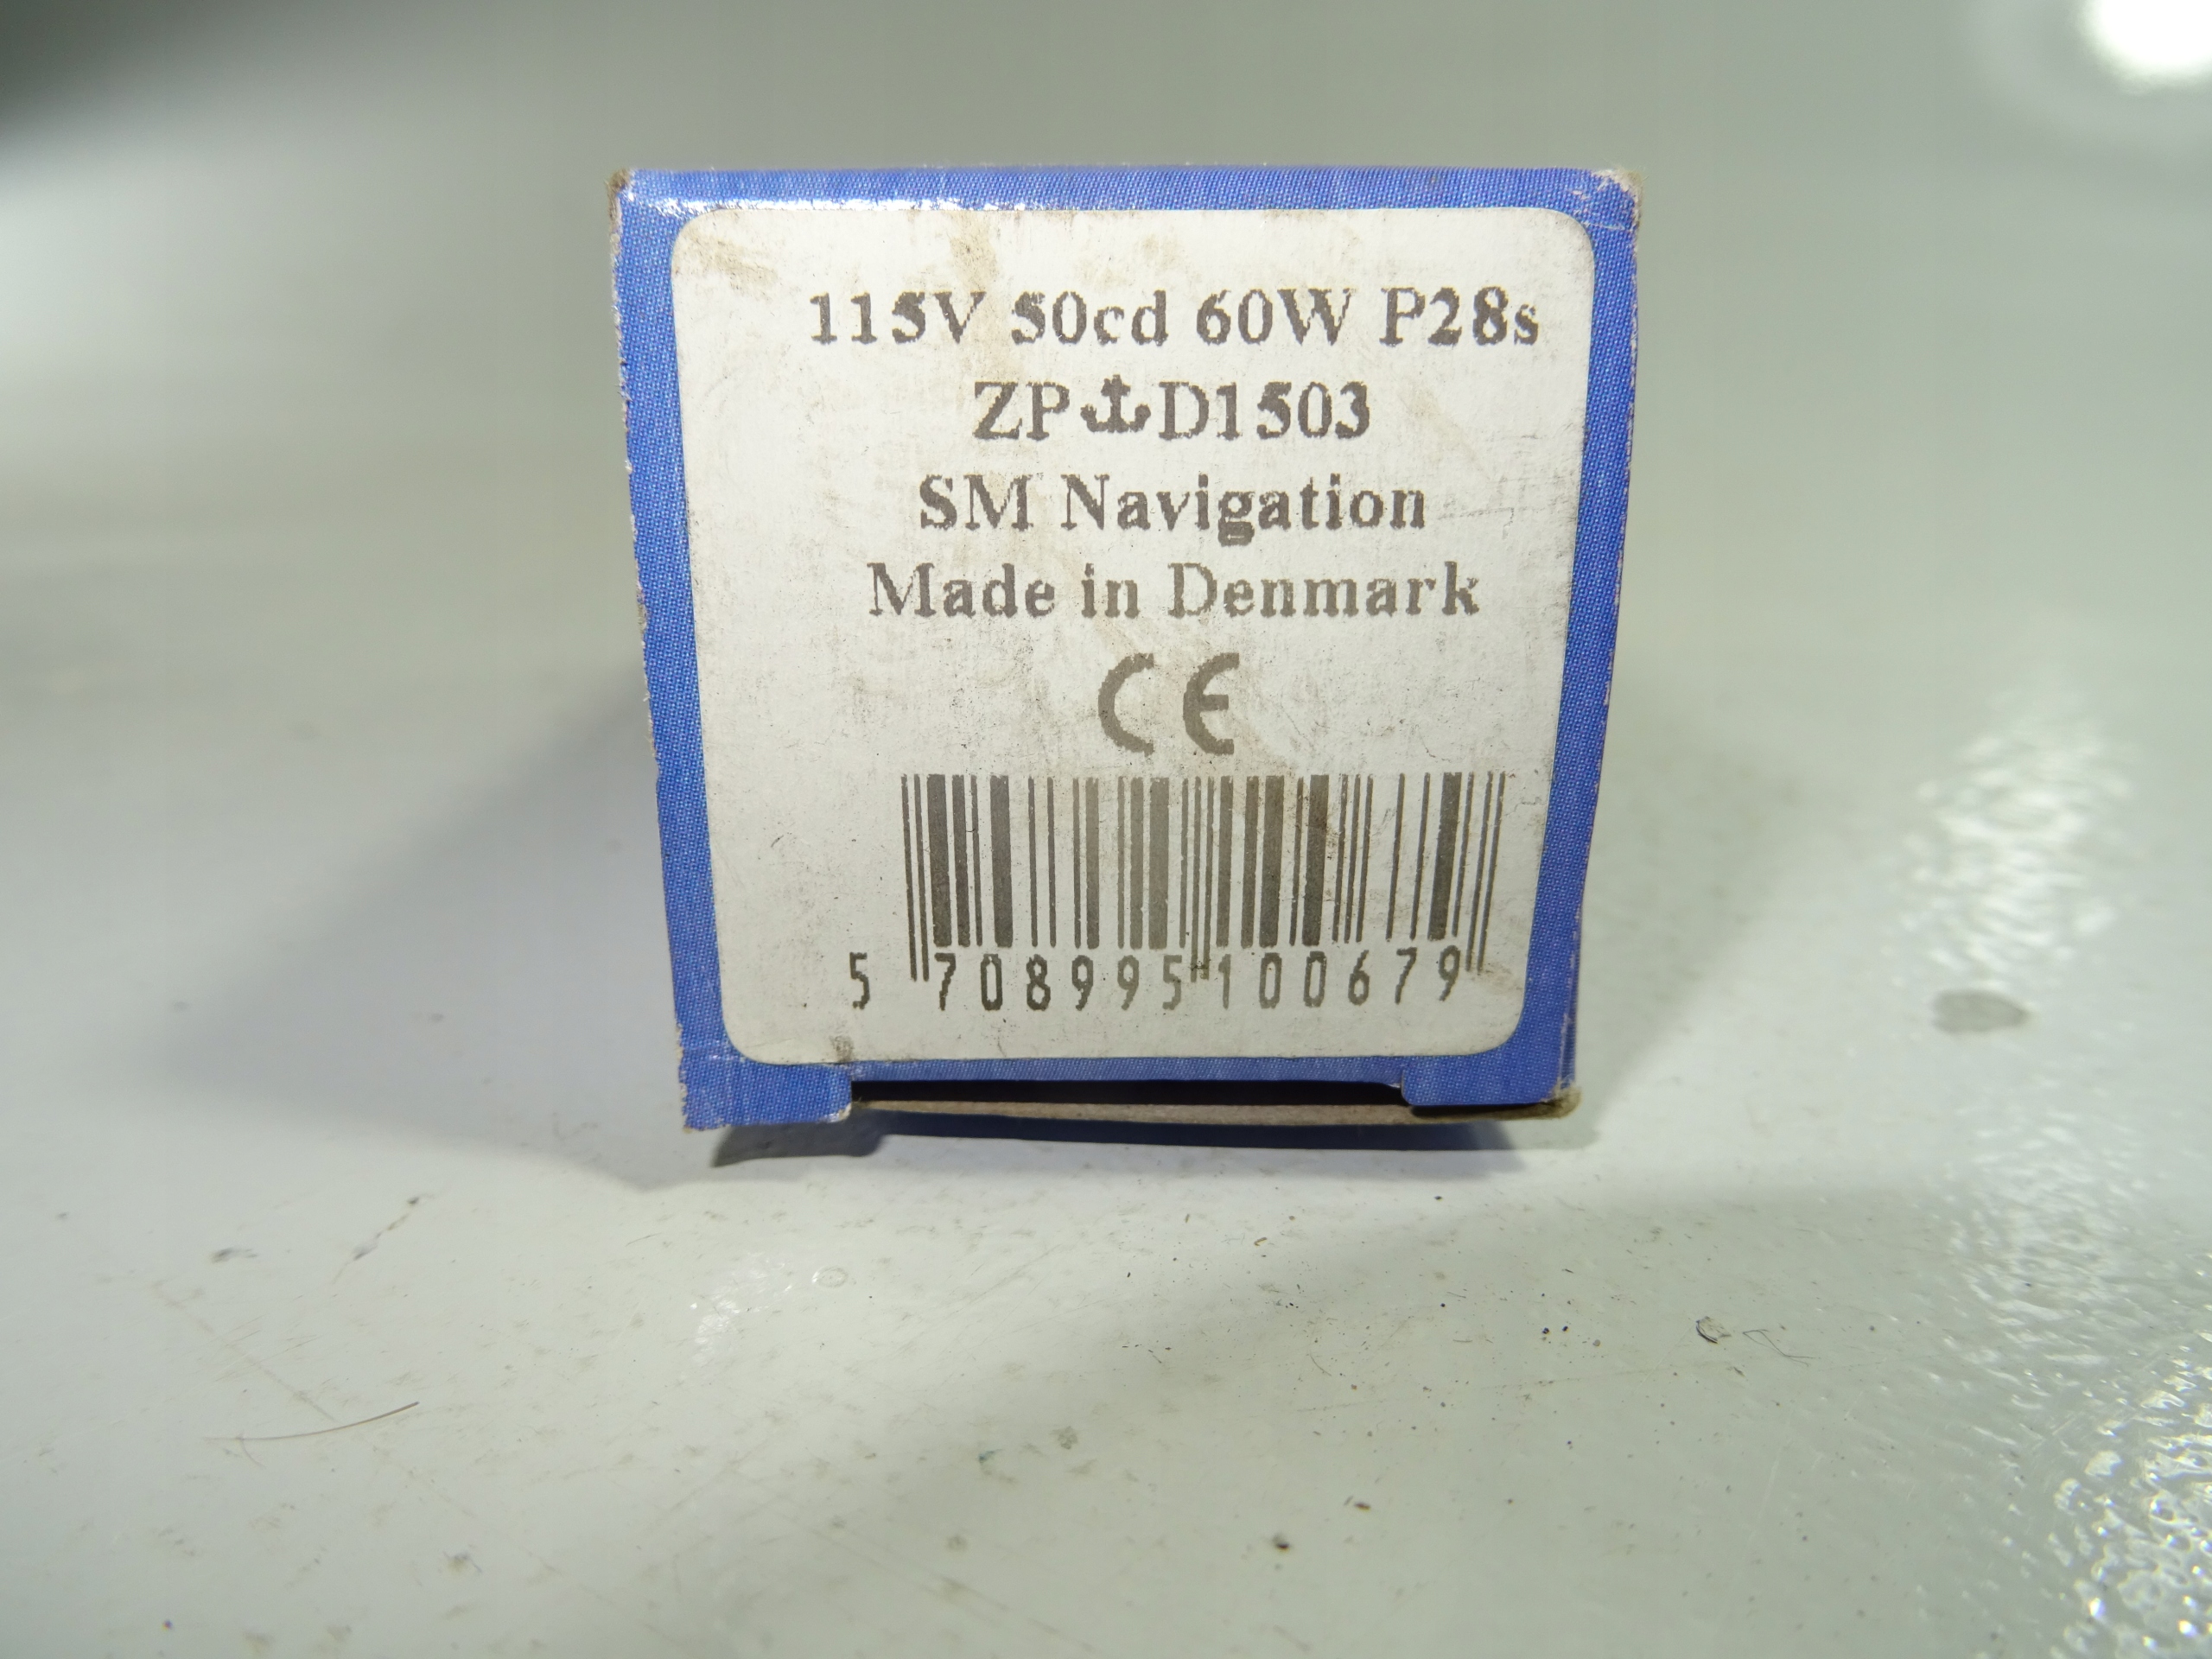 115V 50cd 60W P28s
ZP⚓D1503
SM Navigation
Made in Denmark
CE
5 708995 100679